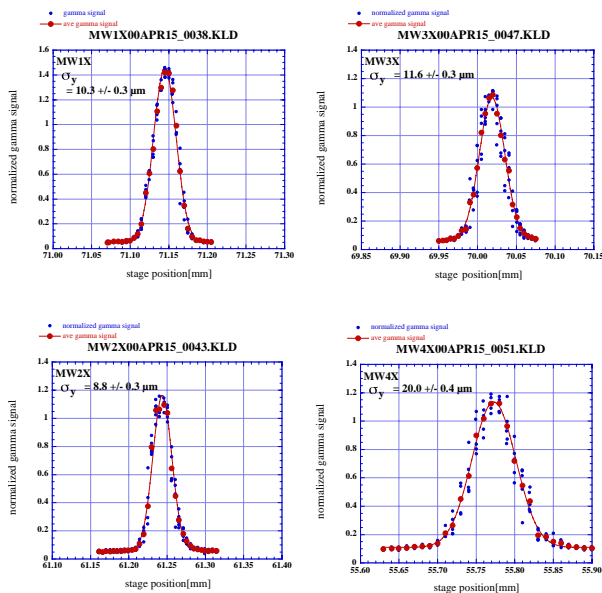 gamma signal
ave gamma signal
MW1X00APR15_0038.KLD
1.6
1.4
1.2
1
0.8
0.6
0.4
0.2
0
MW1X
σy = 10.3 +/- 0.3 µm
normalized gamma signal
71.00 71.05 71.10 71.15 71.20 71.25 71.30
stage position[mm]
normalized gamma signal
ave gamma signal
MW3X00APR15_0047.KLD
1.4
1.2
1
0.8
0.6
0.4
0.2
0
MW3X
σy = 11.6 +/- 0.3 µm
normalized gamma signal
69.85 69.90 69.95 70.00 70.05 70.10 70.15
stage position[mm]
normalized gamma signal
ave gamma signal
MW2X00APR15_0043.KLD
1.4
1.2
1
0.8
0.6
0.4
0.2
0
MW2X
σy = 8.8 +/- 0.3 µm
normalized gamma signal
61.10 61.15 61.20 61.25 61.30 61.35 61.40
stage position[mm]
normalized gamma signal
ave gamma signal
MW4X00APR15_0051.KLD
1.4
1.2
1
0.8
0.6
0.4
0.2
0
MW4X
σy = 20.0 +/- 0.4 µm
normalized gamma signal
55.60 55.65 55.70 55.75 55.80 55.85 55.90
stage position[mm]